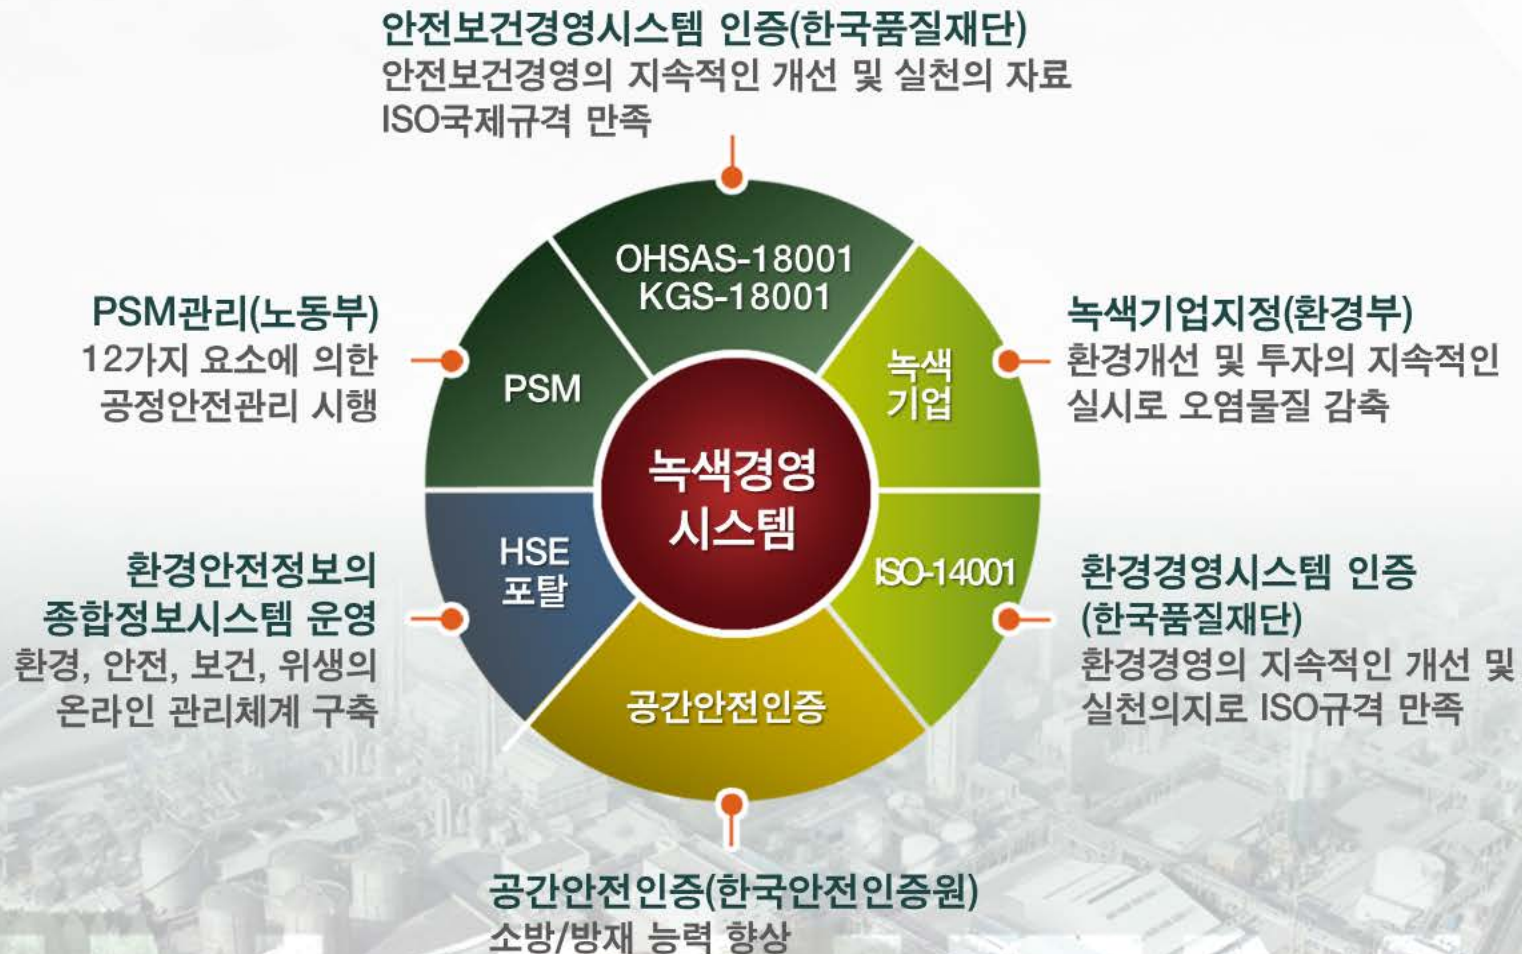 안전보건경영시스템 인증(한국품질재단)
안전보건경영의 지속적인 개선 및 실천의 자료
ISO국제규격 만족
OHSAS-18001
KGS-18001
PSM관리(노동부)
12가지 요소에 의한
공정안전관리 시행
PSM
녹색
기업
녹색기업지정(환경부)
환경개선 및 투자의 지속적인
실시로 오염물질 감축
녹색경영
시스템
환경안전정보의
종합정보시스템 운영
환경, 안전, 보건, 위생의
온라인 관리체계 구축
HSE
포탈
ISO-14001
환경경영시스템 인증
(한국품질재단)
환경경영의 지속적인 개선 및
실천의지로 ISO규격 만족
공간안전인증
공간안전인증(한국안전인증원)
소방/방재 능력 향상